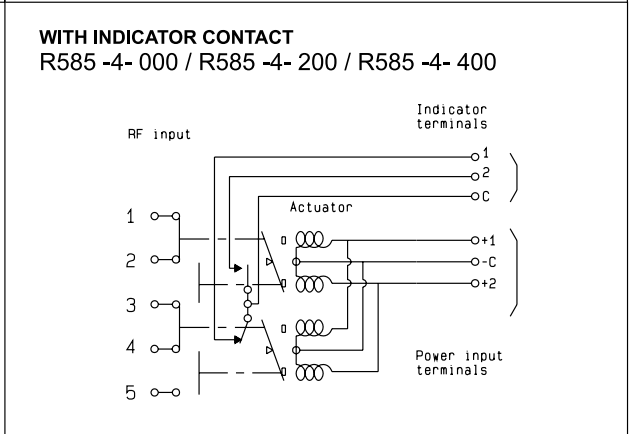 WITH INDICATOR CONTACT
R585 -4- 000 / R585 -4- 200 / R585 -4- 400
Indicator
terminals
RF input
1
2
C
Actuator
1
2
3
4
5
+1
-C
+2
Power input
terminals